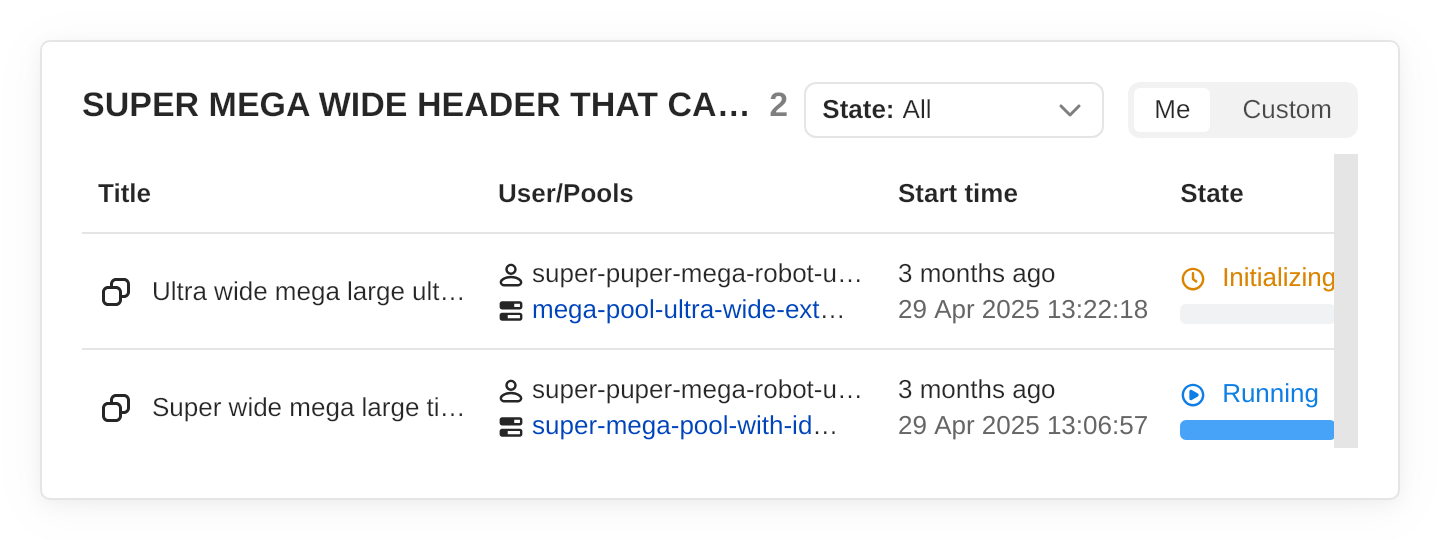 SUPER MEGA WIDE HEADER THAT CA… 2 State: All Me Custom
Title User/Pools Start time State
Ultra wide mega large ult… super-puper-mega-robot-u… 3 months ago Initializing
mega-pool-ultra-wide-ext… 29 Apr 2025 13:22:18
Super wide mega large ti… super-puper-mega-robot-u… 3 months ago Running
super-mega-pool-with-id… 29 Apr 2025 13:06:57